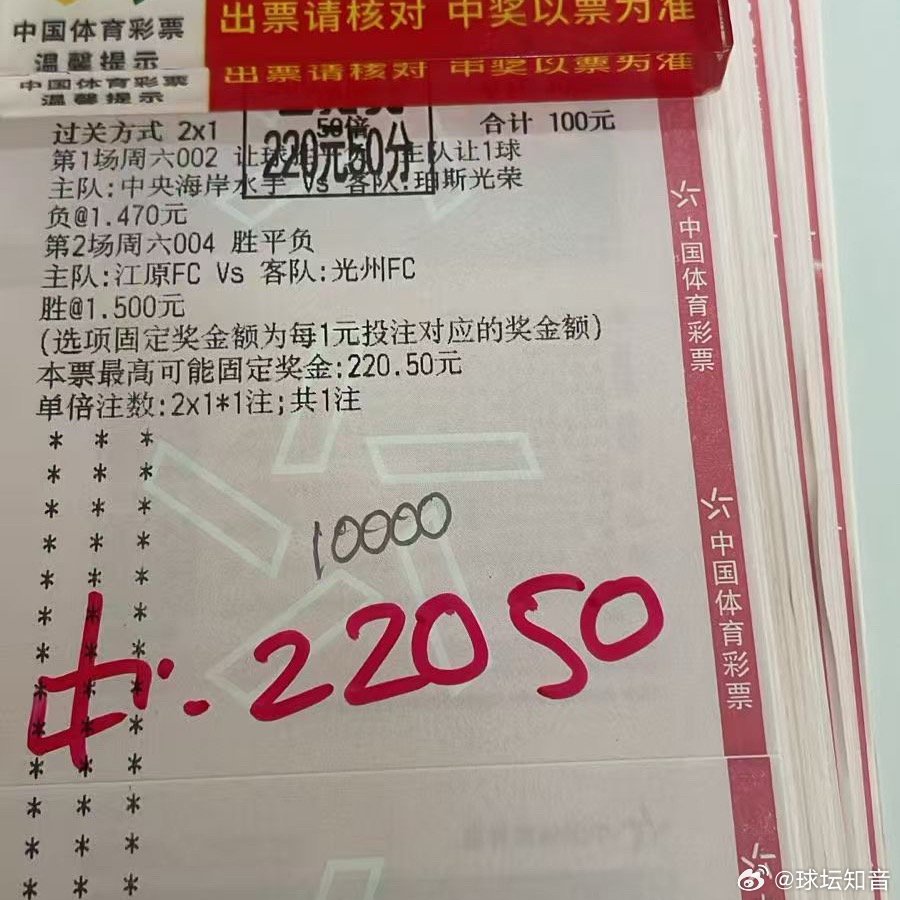 中国体育彩票
温馨提示
出票请核对 中奖以票为准
中国体育彩票
温馨提示
出票请核对 中奖以票为准
过关方式 2x1
50倍
合计 100元
220元50分
第1场周六002 让球 主队让1球
主队:中央海岸水手 Vs 客队:珀斯光荣
负@1.470元
第2场周六004 胜平负
主队:江原FC Vs 客队:光州FC
胜@1.500元
(选项固定奖金额为每1元投注对应的奖金额)
本票最高可能固定奖金:220.50元
单倍注数:2x1*1注;共1注
10000
中:22050
中国体育彩票
中国体育彩票
@球坛知音